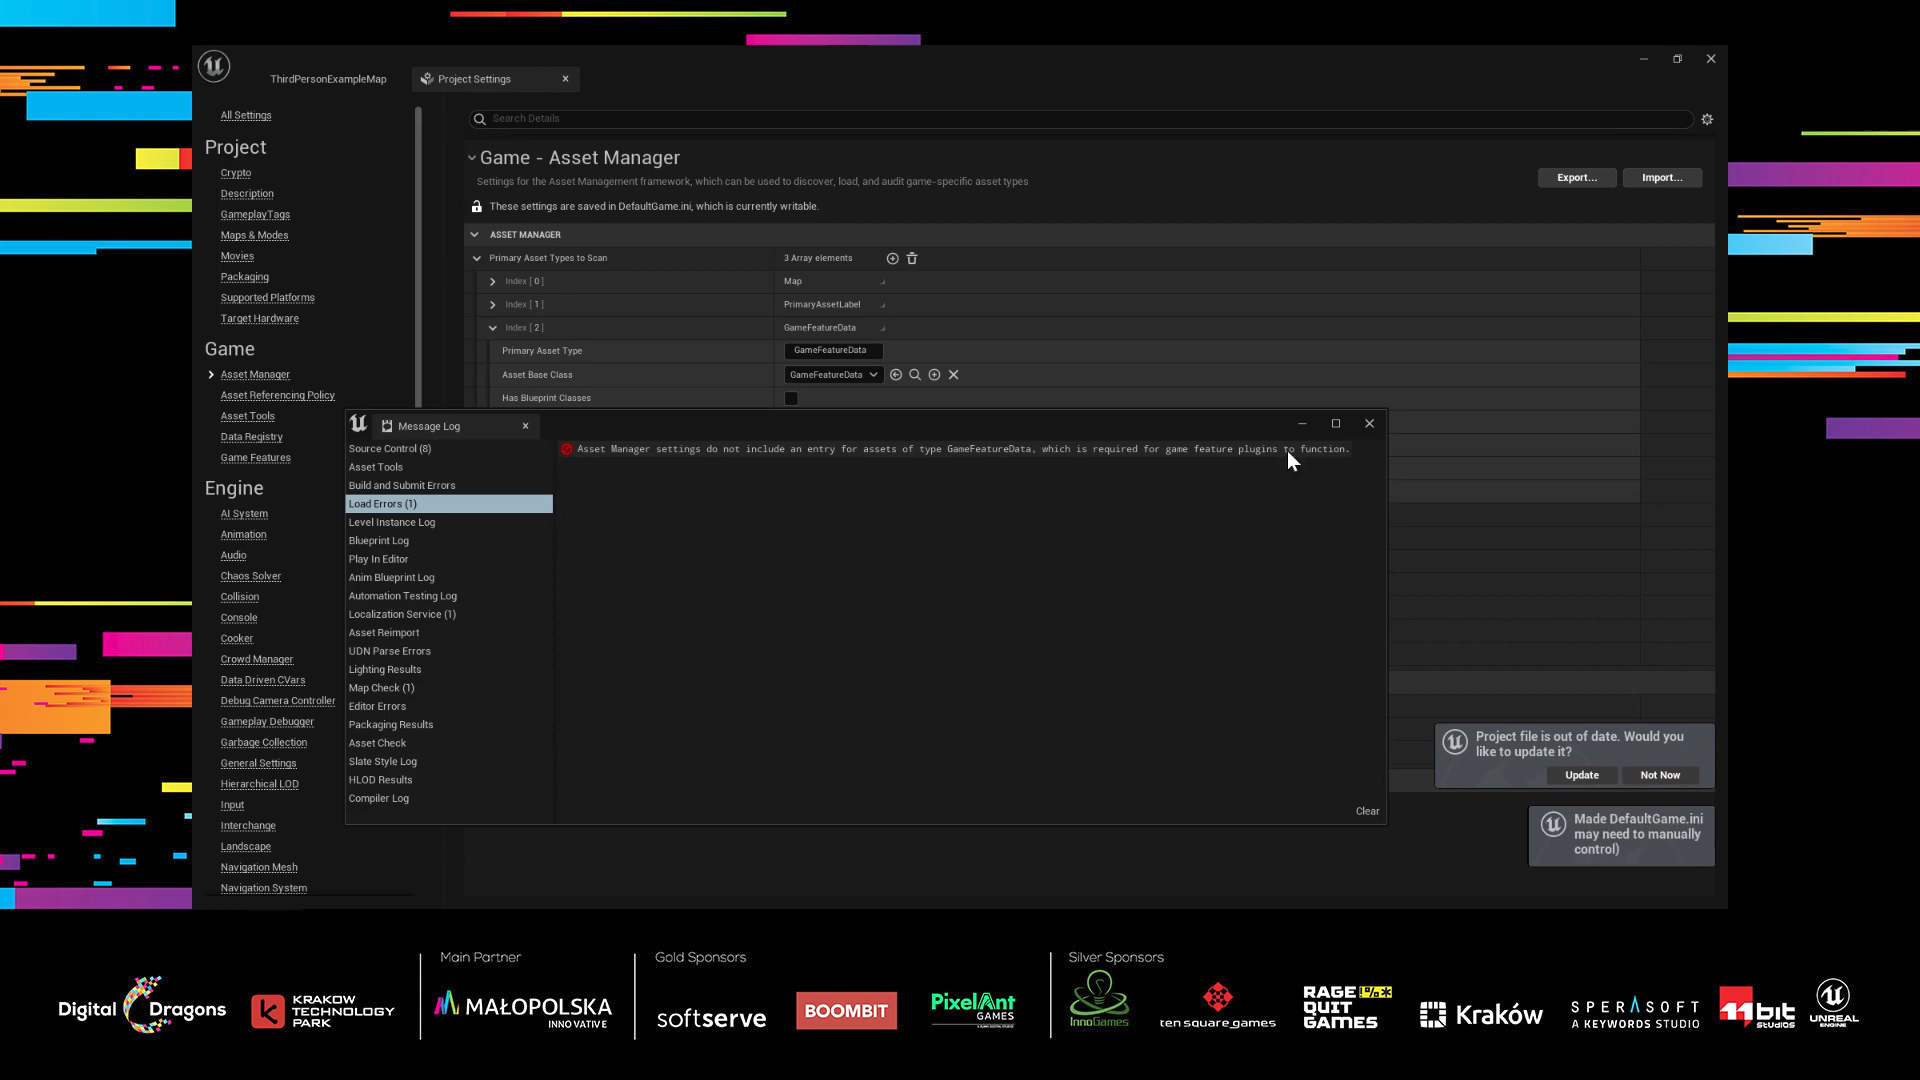 ThirdPersonExampleMap
Project Settings
All Settings
Project
Crypto
Description
GameplayTags
Maps & Modes
Movies
Packaging
Supported Platforms
Target Hardware
Game
Asset Manager
Asset Referencing Policy
Asset Tools
Data Registry
Game Features
Engine
AI System
Animation
Audio
Chaos Solver
Collision
Console
Cooker
Crowd Manager
Data Driven CVars
Debug Camera Controller
Gameplay Debugger
Garbage Collection
General Settings
Hierarchical LOD
Input
Interchange
Landscape
Navigation Mesh
Navigation System
Search Details
Game - Asset Manager
Settings for the Asset Management framework, which can be used to discover, load, and audit game-specific asset types
Export...
Import...
These settings are saved in DefaultGame.ini, which is currently writable.
ASSET MANAGER
Primary Asset Types to Scan
3 Array elements
Index [ 0 ]
Map
Index [ 1 ]
PrimaryAssetLabel
Index [ 2 ]
GameFeatureData
Primary Asset Type
GameFeatureData
Asset Base Class
GameFeatureData
Has Blueprint Classes
Message Log
Source Control (8)
Asset Tools
Build and Submit Errors
Load Errors (1)
Level Instance Log
Blueprint Log
Play In Editor
Anim Blueprint Log
Automation Testing Log
Localization Service (1)
Asset Reimport
UDN Parse Errors
Lighting Results
Map Check (1)
Editor Errors
Packaging Results
Asset Check
Slate Style Log
HLOD Results
Compiler Log
Asset Manager settings do not include an entry for assets of type GameFeatureData, which is required for game feature plugins to function.
Clear
Project file is out of date. Would you
like to update it?
Update
Not Now
Made DefaultGame.ini
may need to manually
control)
Digital Dragons
KRAKOW
TECHNOLOGY
PARK
Main Partner
MAŁOPOLSKA
INNOVATIVE
Gold Sponsors
softserve
BOOMBIT
PixelAnt
GAMES
Silver Sponsors
InnoGames
ten square games
RAGE !%*
QUIT
GAMES
Kraków
SPERASOFT
A KEYWORDS STUDIO
11bit
STUDIOS
UNREAL
ENGINE